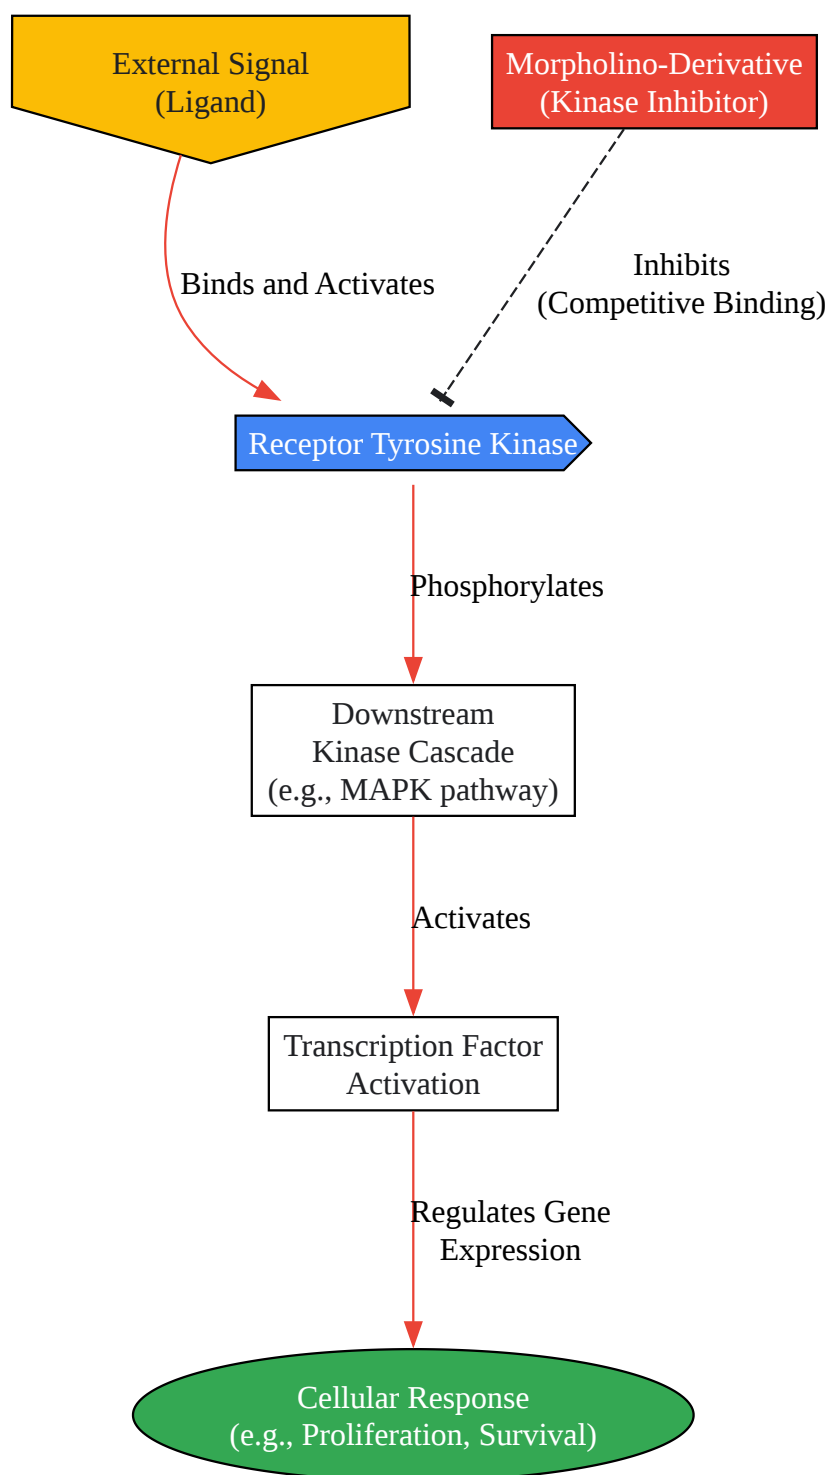 External Signal
(Ligand)
Morpholino-Derivative
(Kinase Inhibitor)
Binds and Activates
Inhibits
(Competitive Binding)
Receptor Tyrosine Kinase
Phosphorylates
Downstream
Kinase Cascade
(e.g., MAPK pathway)
Activates
Transcription Factor
Activation
Regulates Gene
Expression
Cellular Response
(e.g., Proliferation, Survival)